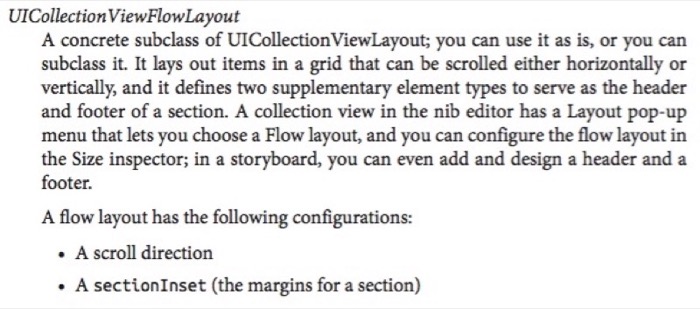 UICollectionViewFlowLayout
A concrete subclass of UICollectionViewLayout; you can use it as is, or you can
subclass it. It lays out items in a grid that can be scrolled either horizontally or
vertically, and it defines two supplementary element types to serve as the header
and footer of a section. A collection view in the nib editor has a Layout pop-up
menu that lets you choose a Flow layout, and you can configure the flow layout in
the Size inspector; in a storyboard, you can even add and design a header and a
footer.
A flow layout has the following configurations:
• A scroll direction
• A sectionInset (the margins for a section)